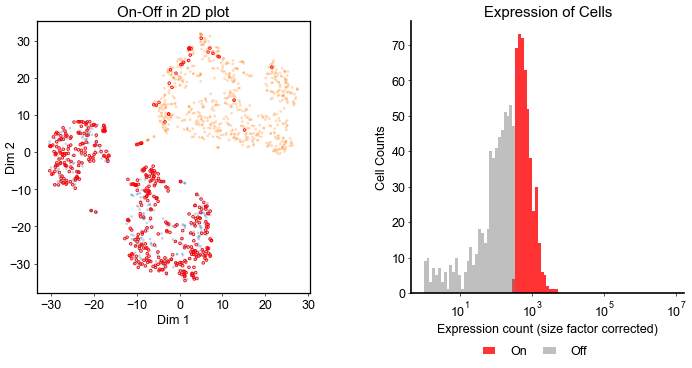 On-Off in 2D plot
30
20
10
0
−10
−20
−30
Dim 2
−30 −20 −10 0 10 20 30
Dim 1
Expression of Cells
70
60
50
40
30
20
10
0
Cell Counts
10^1 10^3 10^5 10^7
Expression count (size factor corrected)
On Off